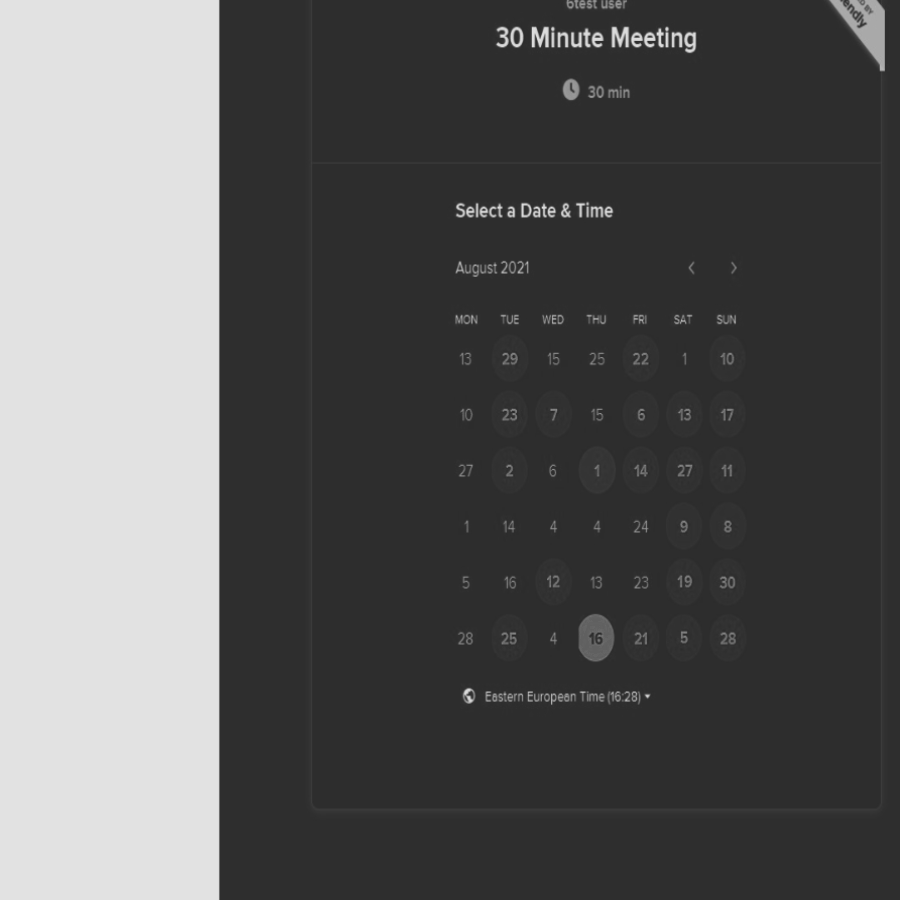 6test user
30 Minute Meeting
30 min
Select a Date & Time
August 2021
MON TUE WED THU FRI SAT SUN
13 29 15 25 22 1 10
10 23 7 15 6 13 17
27 2 6 1 14 27 11
1 14 4 4 24 9 8
5 16 12 13 23 19 30
28 25 4 16 21 5 28
Eastern European Time (16:28)